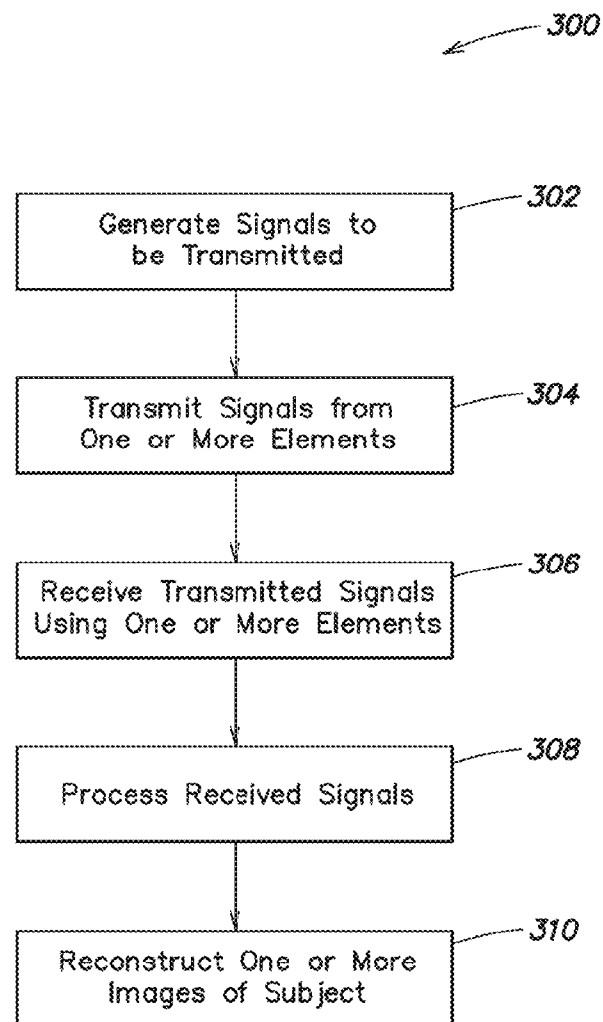 300
302
Generate Signals to
be Transmitted
304
Transmit Signals from
One or More Elements
306
Receive Transmitted Signals
Using One or More Elements
308
Process Received Signals
310
Reconstruct One or More
Images of Subject